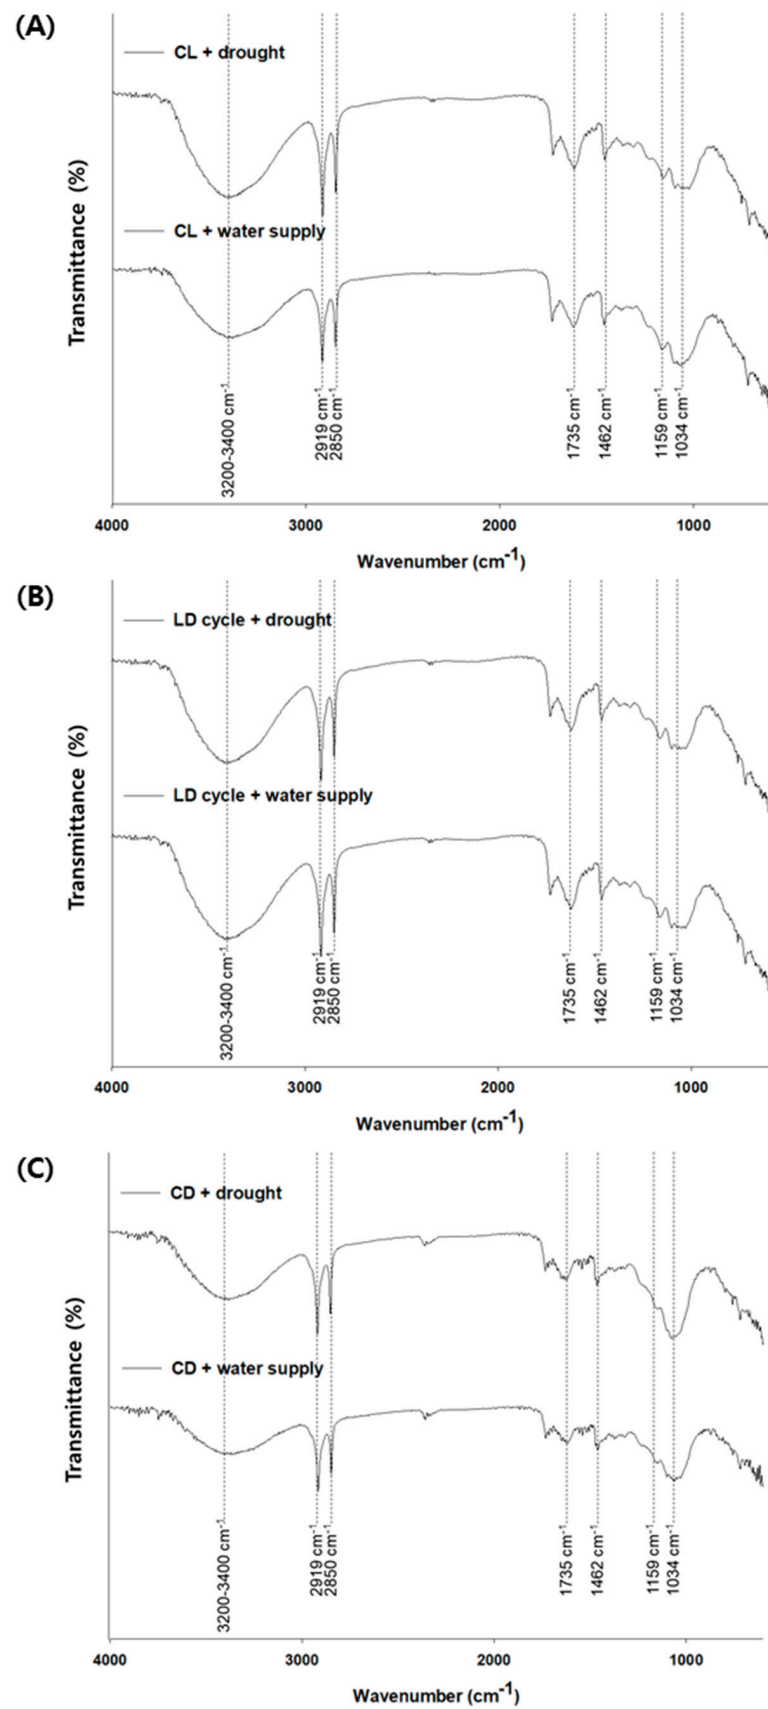 (A)
CL + drought
CL + water supply
Transmittance (%)
3200-3400 cm⁻¹
2919 cm⁻¹
2850 cm⁻¹
1735 cm⁻¹
1462 cm⁻¹
1159 cm⁻¹
1034 cm⁻¹
4000 3000 2000 1000
Wavenumber (cm⁻¹)
(B)
LD cycle + drought
LD cycle + water supply
Transmittance (%)
3200-3400 cm⁻¹
2919 cm⁻¹
2850 cm⁻¹
1735 cm⁻¹
1462 cm⁻¹
1159 cm⁻¹
1034 cm⁻¹
4000 3000 2000 1000
Wavenumber (cm⁻¹)
(C)
CD + drought
CD + water supply
Transmittance (%)
3200-3400 cm⁻¹
2919 cm⁻¹
2850 cm⁻¹
1735 cm⁻¹
1462 cm⁻¹
1159 cm⁻¹
1034 cm⁻¹
4000 3000 2000 1000
Wavenumber (cm⁻¹)